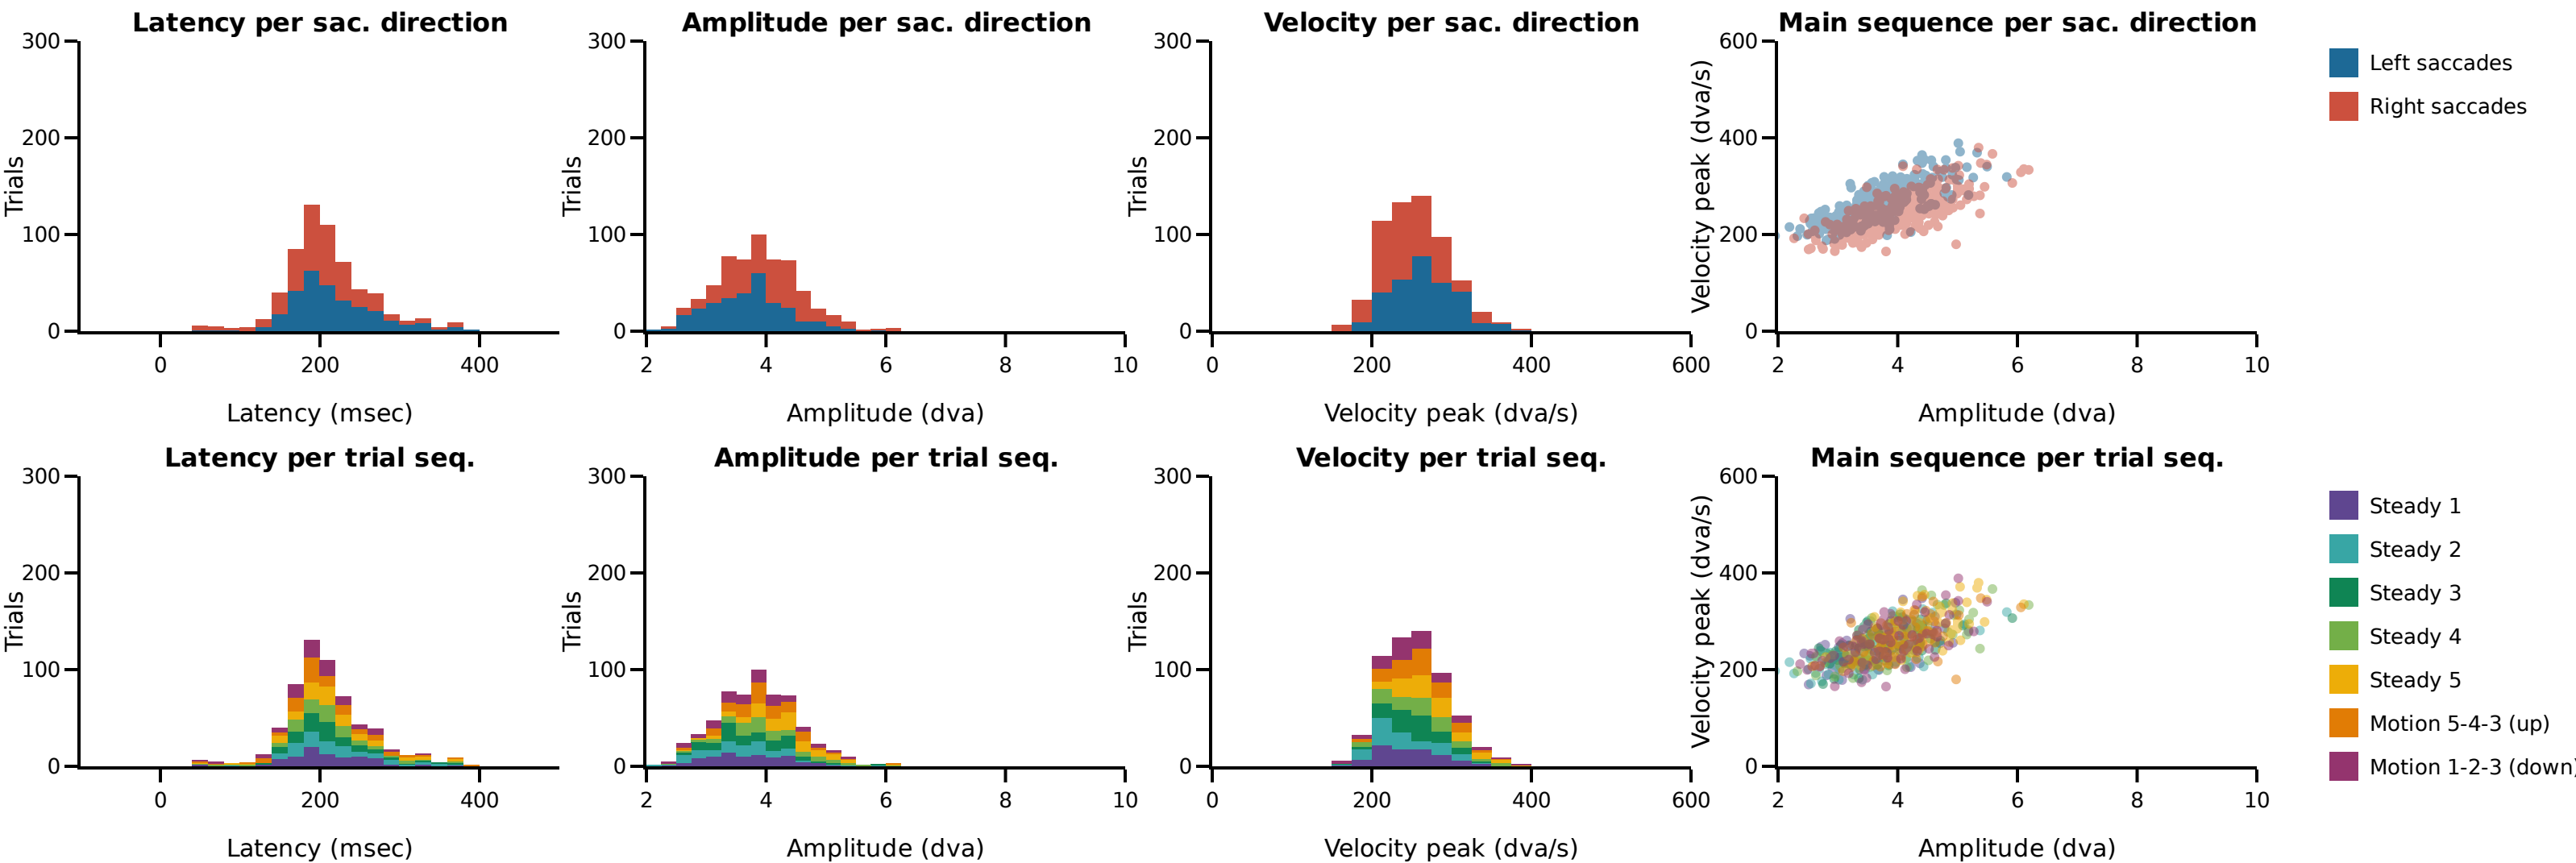 Latency per sac. direction
300
200
100
0
Trials
0 200 400
Latency (msec)
Amplitude per sac. direction
300
200
100
0
Trials
2 4 6 8 10
Amplitude (dva)
Velocity per sac. direction
300
200
100
0
Trials
0 200 400 600
Velocity peak (dva/s)
Main sequence per sac. direction
600
400
200
0
Velocity peak (dva/s)
2 4 6 8 10
Amplitude (dva)
Left saccades
Right saccades
Latency per trial seq.
300
200
100
0
Trials
0 200 400
Latency (msec)
Amplitude per trial seq.
300
200
100
0
Trials
2 4 6 8 10
Amplitude (dva)
Velocity per trial seq.
300
200
100
0
Trials
0 200 400 600
Velocity peak (dva/s)
Main sequence per trial seq.
600
400
200
0
Velocity peak (dva/s)
2 4 6 8 10
Amplitude (dva)
Steady 1
Steady 2
Steady 3
Steady 4
Steady 5
Motion 5-4-3 (up)
Motion 1-2-3 (down)